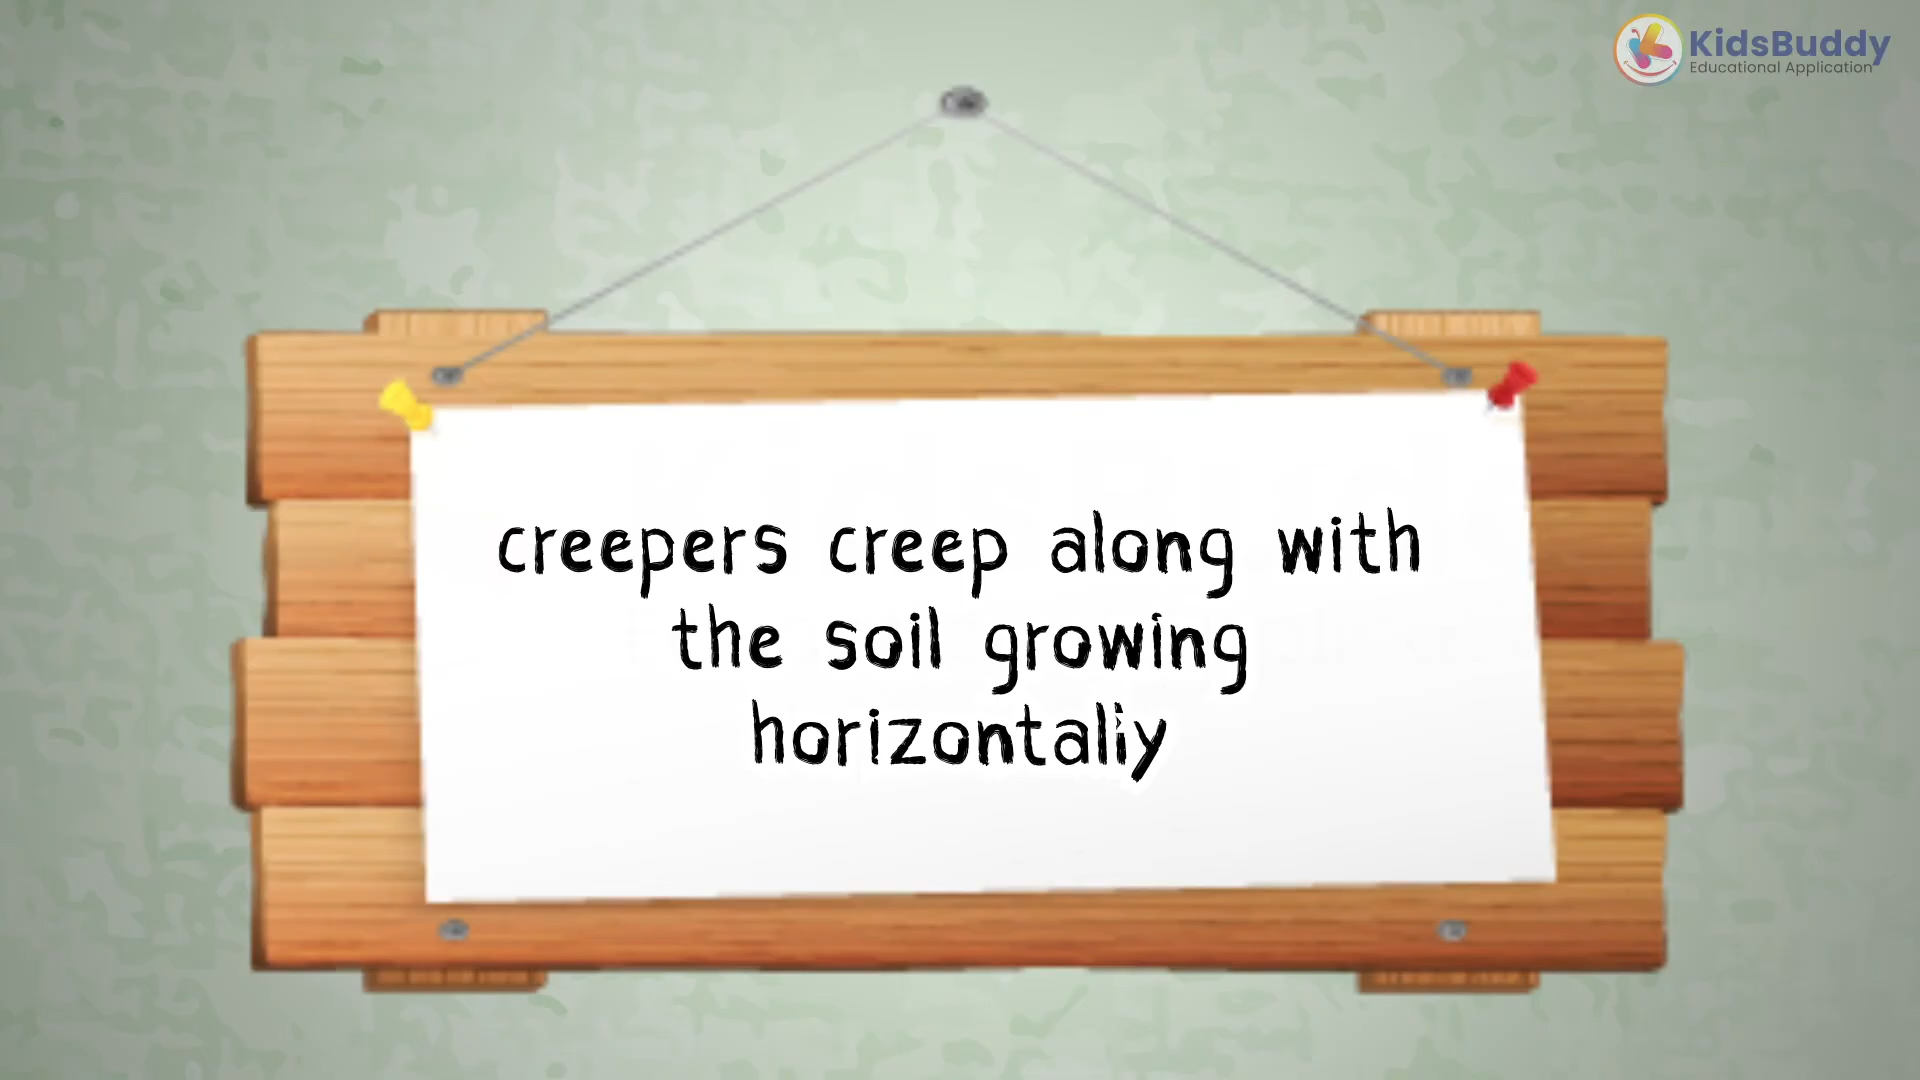 KidsBuddy
Educational Application
creepers creep along with
the soil growing
horizontaliy